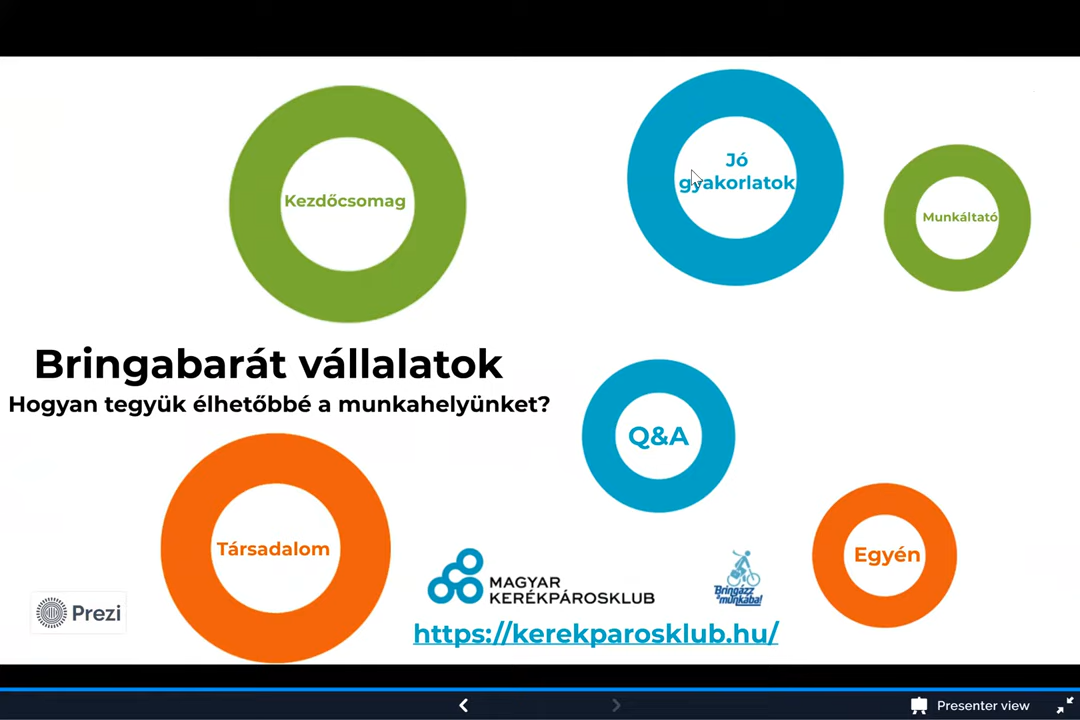 Kezdőcsomag
Jó
gyakorlatok
Munkáltató
Bringabarát vállalatok
Hogyan tegyük élhetőbbé a munkahelyünket?
Q&A
Társadalom
Egyén
MAGYAR
KERÉKPÁROSKLUB
Bringázz
munkába!
Prezi
https://kerekparosklub.hu/
Presenter view